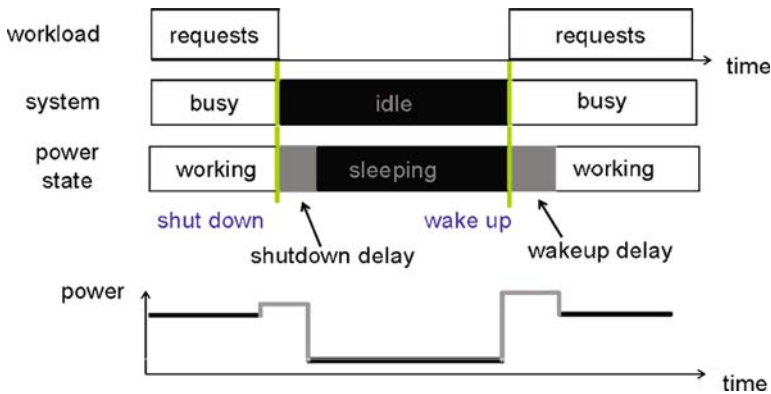 workload
requests
requests
time
system
busy
idle
busy
power
state
working
sleeping
working
shut down
wake up
shutdown delay
wakeup delay
power
time